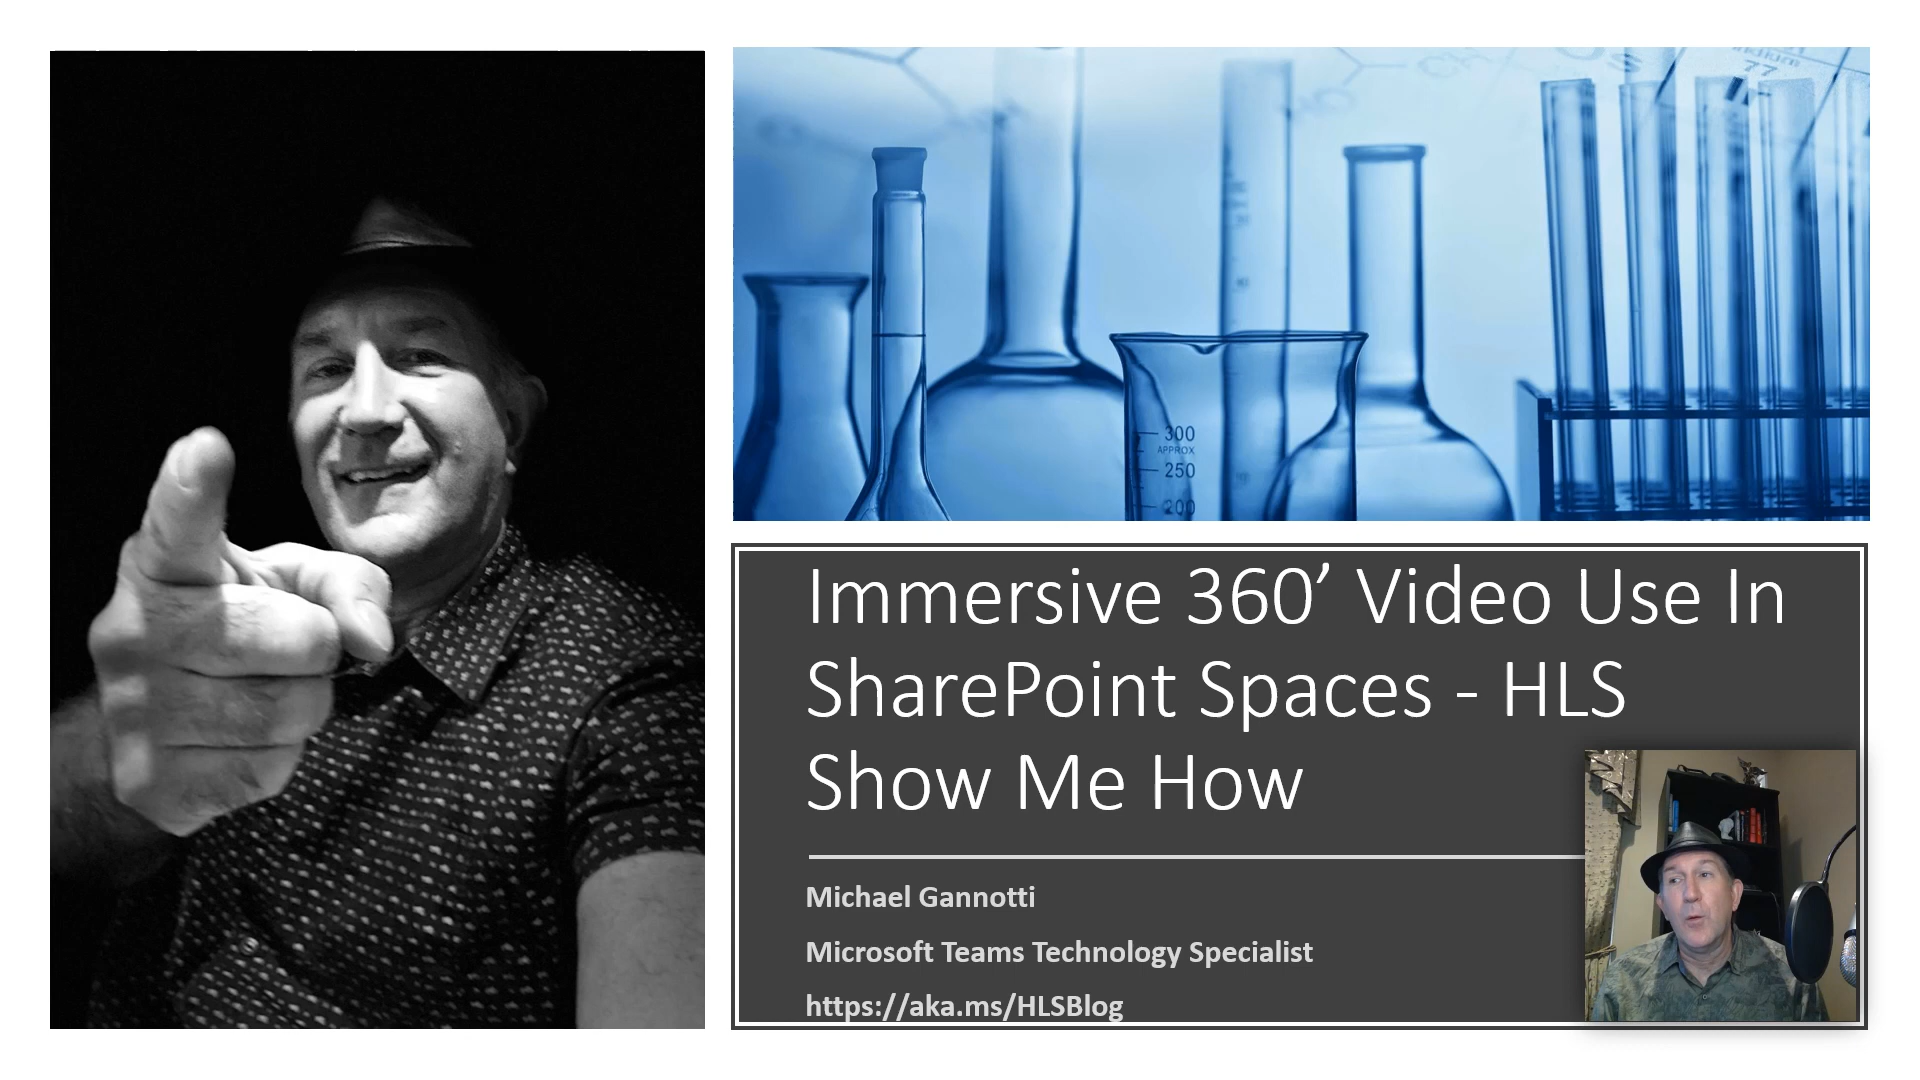 77
300
APPROX
250
200
Immersive 360’ Video Use In
SharePoint Spaces - HLS
Show Me How
Michael Gannotti
Microsoft Teams Technology Specialist
https://aka.ms/HLSBlog